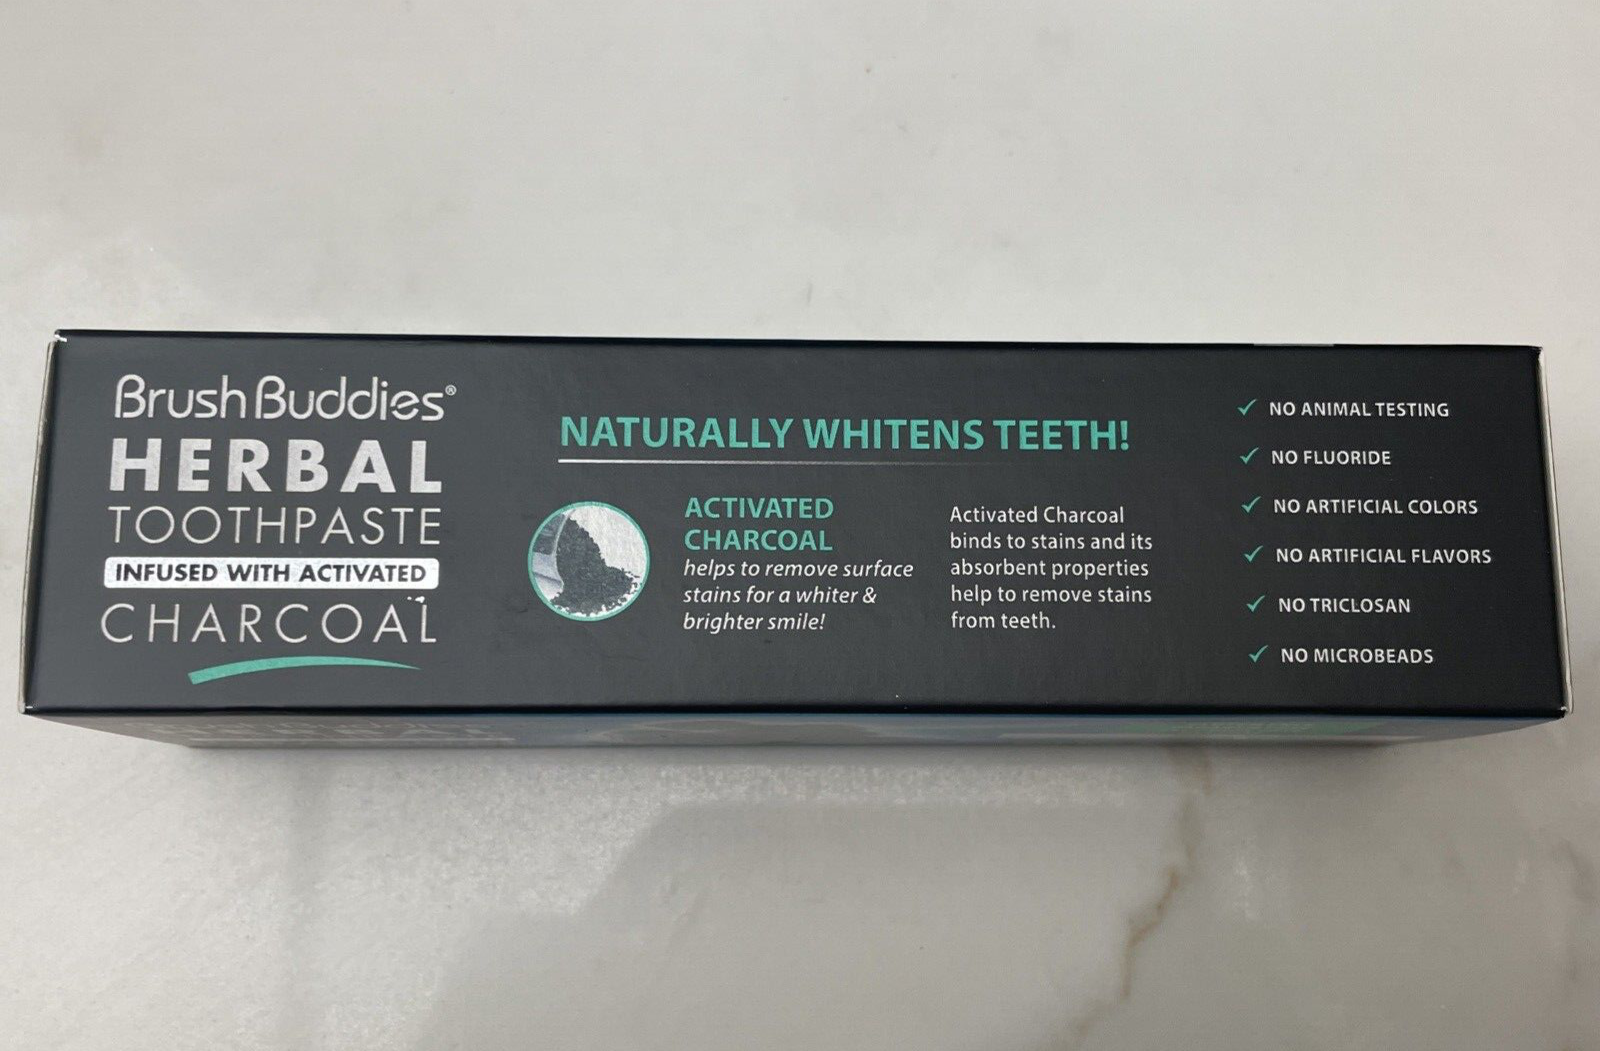 BrushBuddies®
HERBAL
TOOTHPASTE
INFUSED WITH ACTIVATED
CHARCOAL
NATURALLY WHITENS TEETH!
ACTIVATED
CHARCOAL
helps to remove surface
stains for a whiter &
brighter smile!
Activated Charcoal
binds to stains and its
absorbent properties
help to remove stains
from teeth.
✓ NO ANIMAL TESTING
✓ NO FLUORIDE
✓ NO ARTIFICIAL COLORS
✓ NO ARTIFICIAL FLAVORS
✓ NO TRICLOSAN
✓ NO MICROBEADS